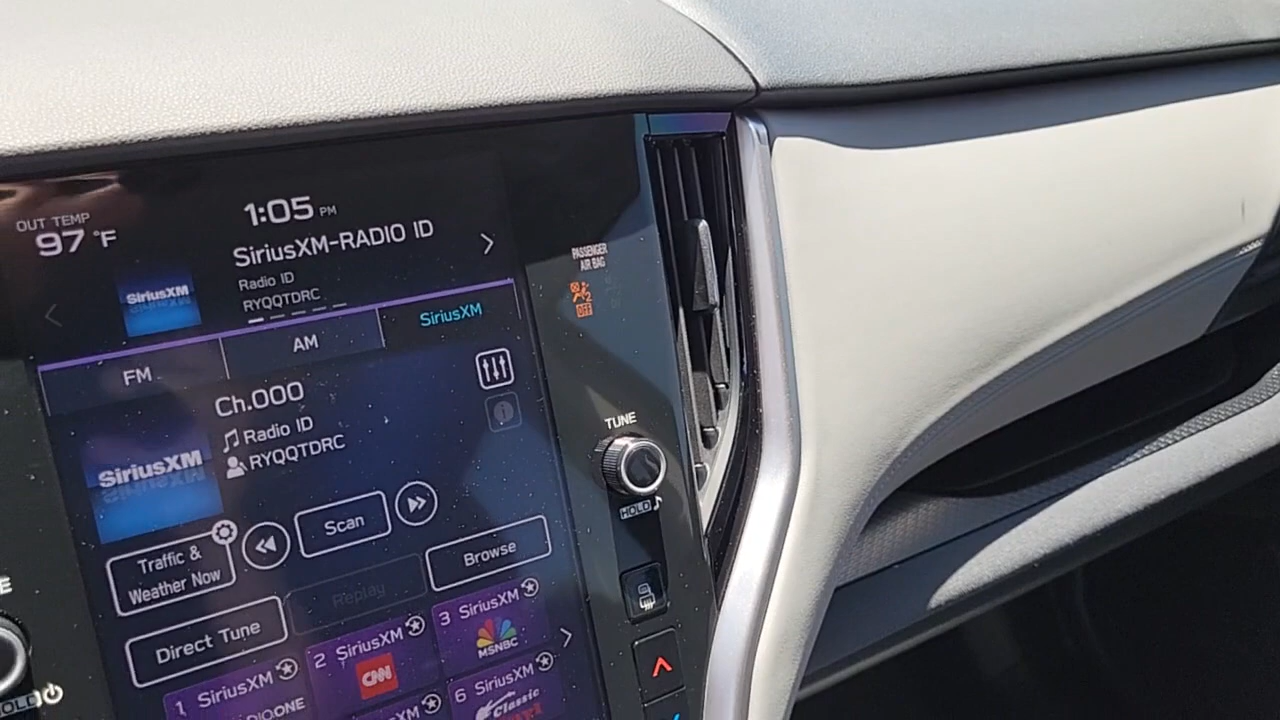 OUT TEMP
97 °F
1:05 PM
SiriusXM-RADIO ID
Radio ID
RYQQTDRC
SiriusXM
PASSENGER
AIR BAG
2
OFF
FM
AM
SiriusXM
Ch.000
Radio ID
RYQQTDRC
SiriusXM
TUNE
HOLD
Traffic &
Weather Now
Scan
Browse
Replay
Direct Tune
1 SiriusXM
2 SiriusXM
CNN
3 SiriusXM
MSNBC
6 SiriusXM
Classic
HOLD